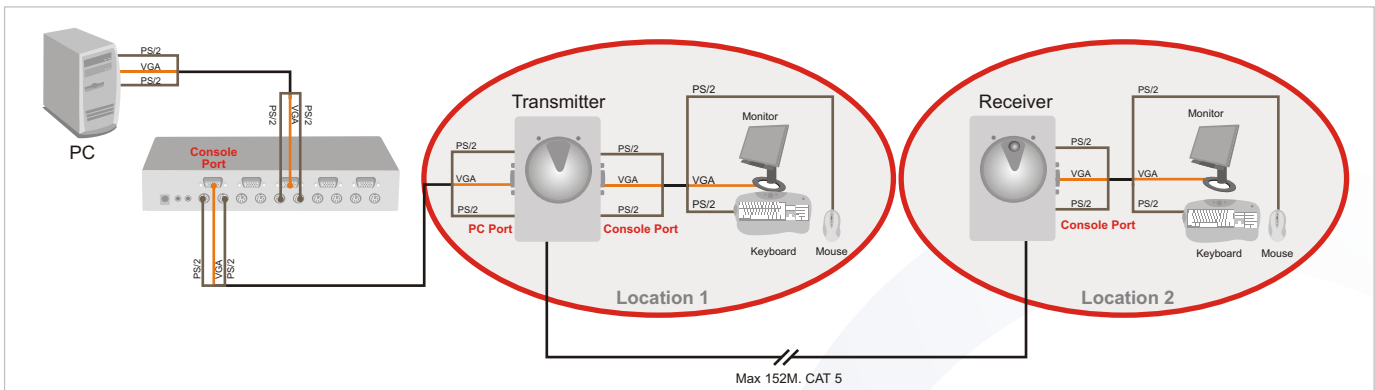 PS/2
VGA
PS/2
PC
PS/2
VGA
PS/2
Console
Port
PS/2
VGA
PS/2
Transmitter
PS/2
VGA
PS/2
PC Port
PS/2
VGA
PS/2
Console Port
PS/2
VGA
PS/2
Monitor
Keyboard
Mouse
Location 1
Receiver
PS/2
VGA
PS/2
Console Port
PS/2
VGA
PS/2
Monitor
Keyboard
Mouse
Location 2
Max 152M. CAT 5